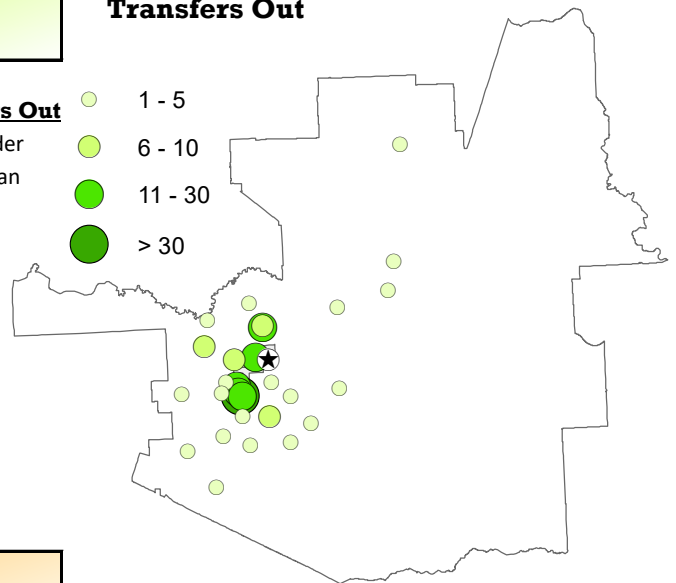 Transfers Out
s Out
der
an
1 - 5
6 - 10
11 - 30
> 30